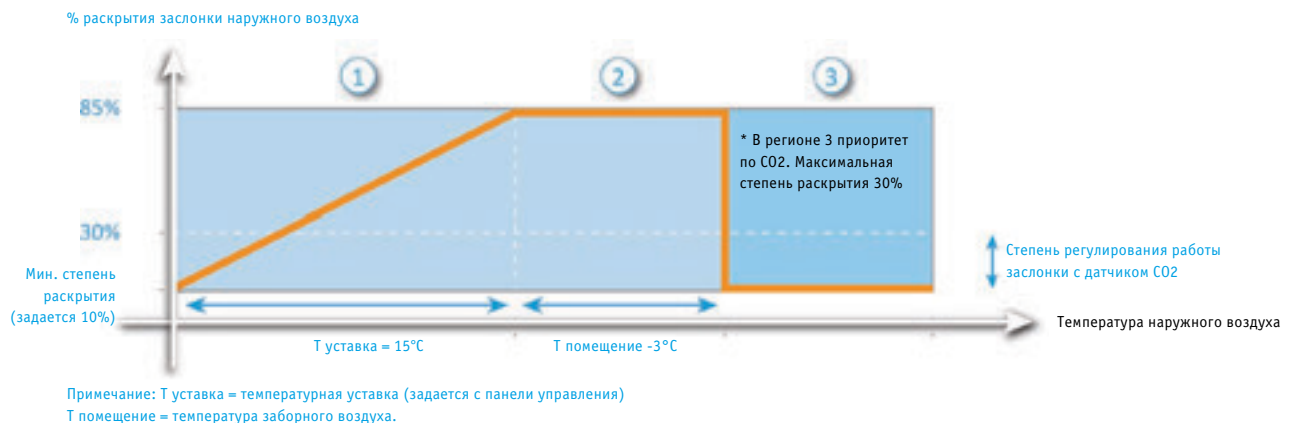 % раскрытия заслонки наружного воздуха
1
2
3
85%
* В регионе 3 приоритет
по СО2. Максимальная
степень раскрытия 30%
30%
Степень регулирования работы
заслонки с датчиком СО2
Мин. степень
раскрытия
(задается 10%)
Температура наружного воздуха
Т уставка = 15°С
Т помещение -3°С
Примечание: Т уставка = температурная уставка (задается с панели управления)
Т помещение = температура заборного воздуха.